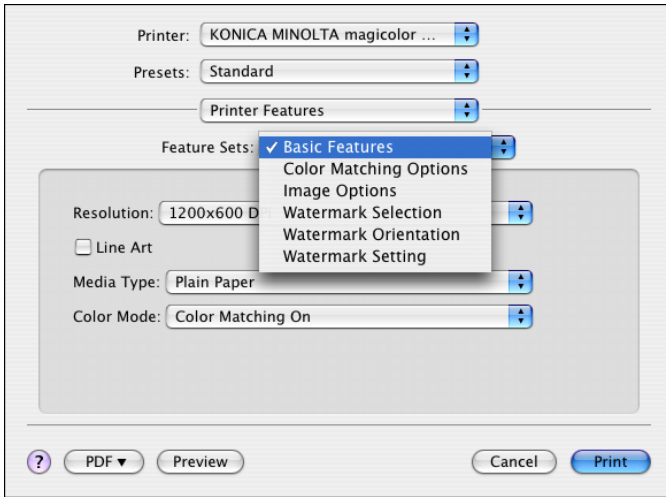 Printer: KONICA MINOLTA magicolor ...
Presets: Standard
Printer Features
Feature Sets: ✓ Basic Features
Color Matching Options
Image Options
Watermark Selection
Watermark Orientation
Watermark Setting
Resolution: 1200x600 D
Line Art
Media Type: Plain Paper
Color Mode: Color Matching On
? PDF ▼ Preview Cancel Print